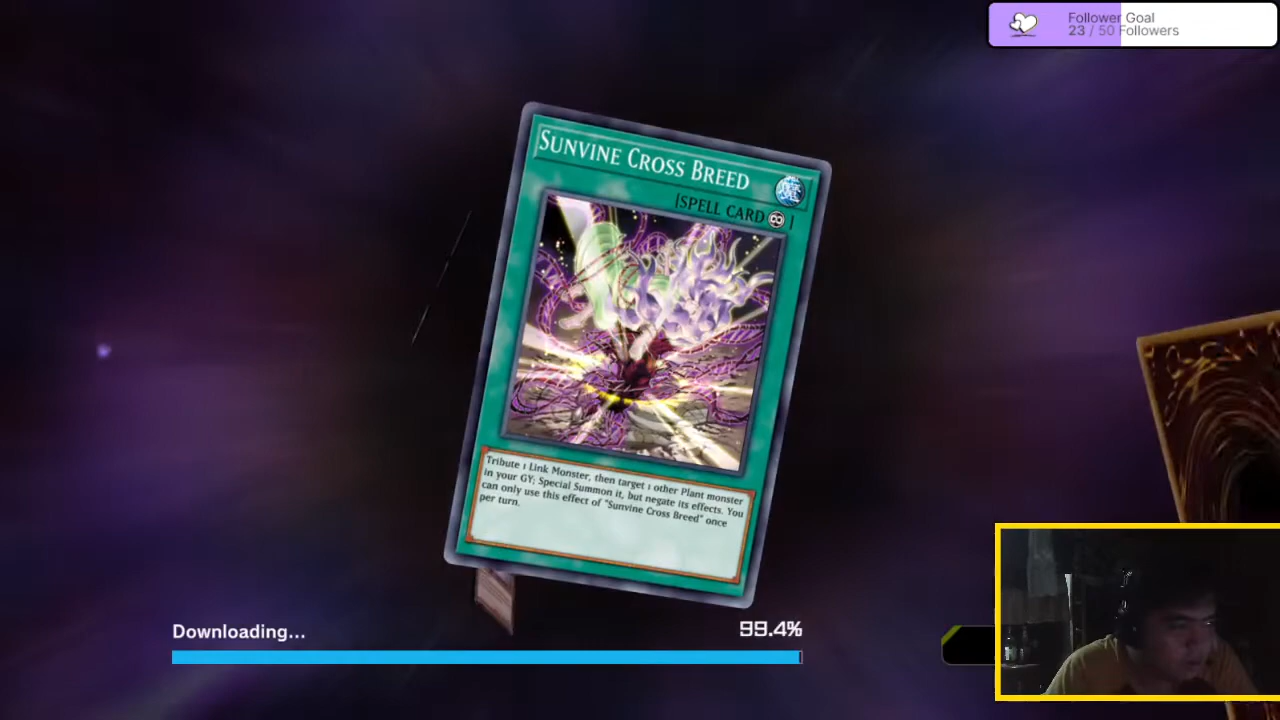 Follower Goal
23 / 50 Followers
SUNVINE CROSS BREED
魔
[SPELL CARD ]
Tribute 1 Link Monster, then target 1 other Plant monster
in your GY; Special Summon it, but negate its effects. You
can only use this effect of "Sunvine Cross Breed" once
per turn.
Downloading...
99.4%